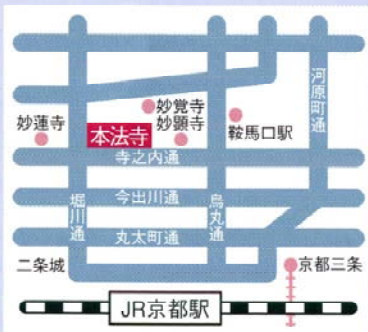 河原町通
妙覚寺
妙蓮寺
本法寺
妙顕寺
鞍馬口駅
寺之内通
堀川通
今出川通
烏丸通
丸太町通
二条城
京都三条
JR京都駅